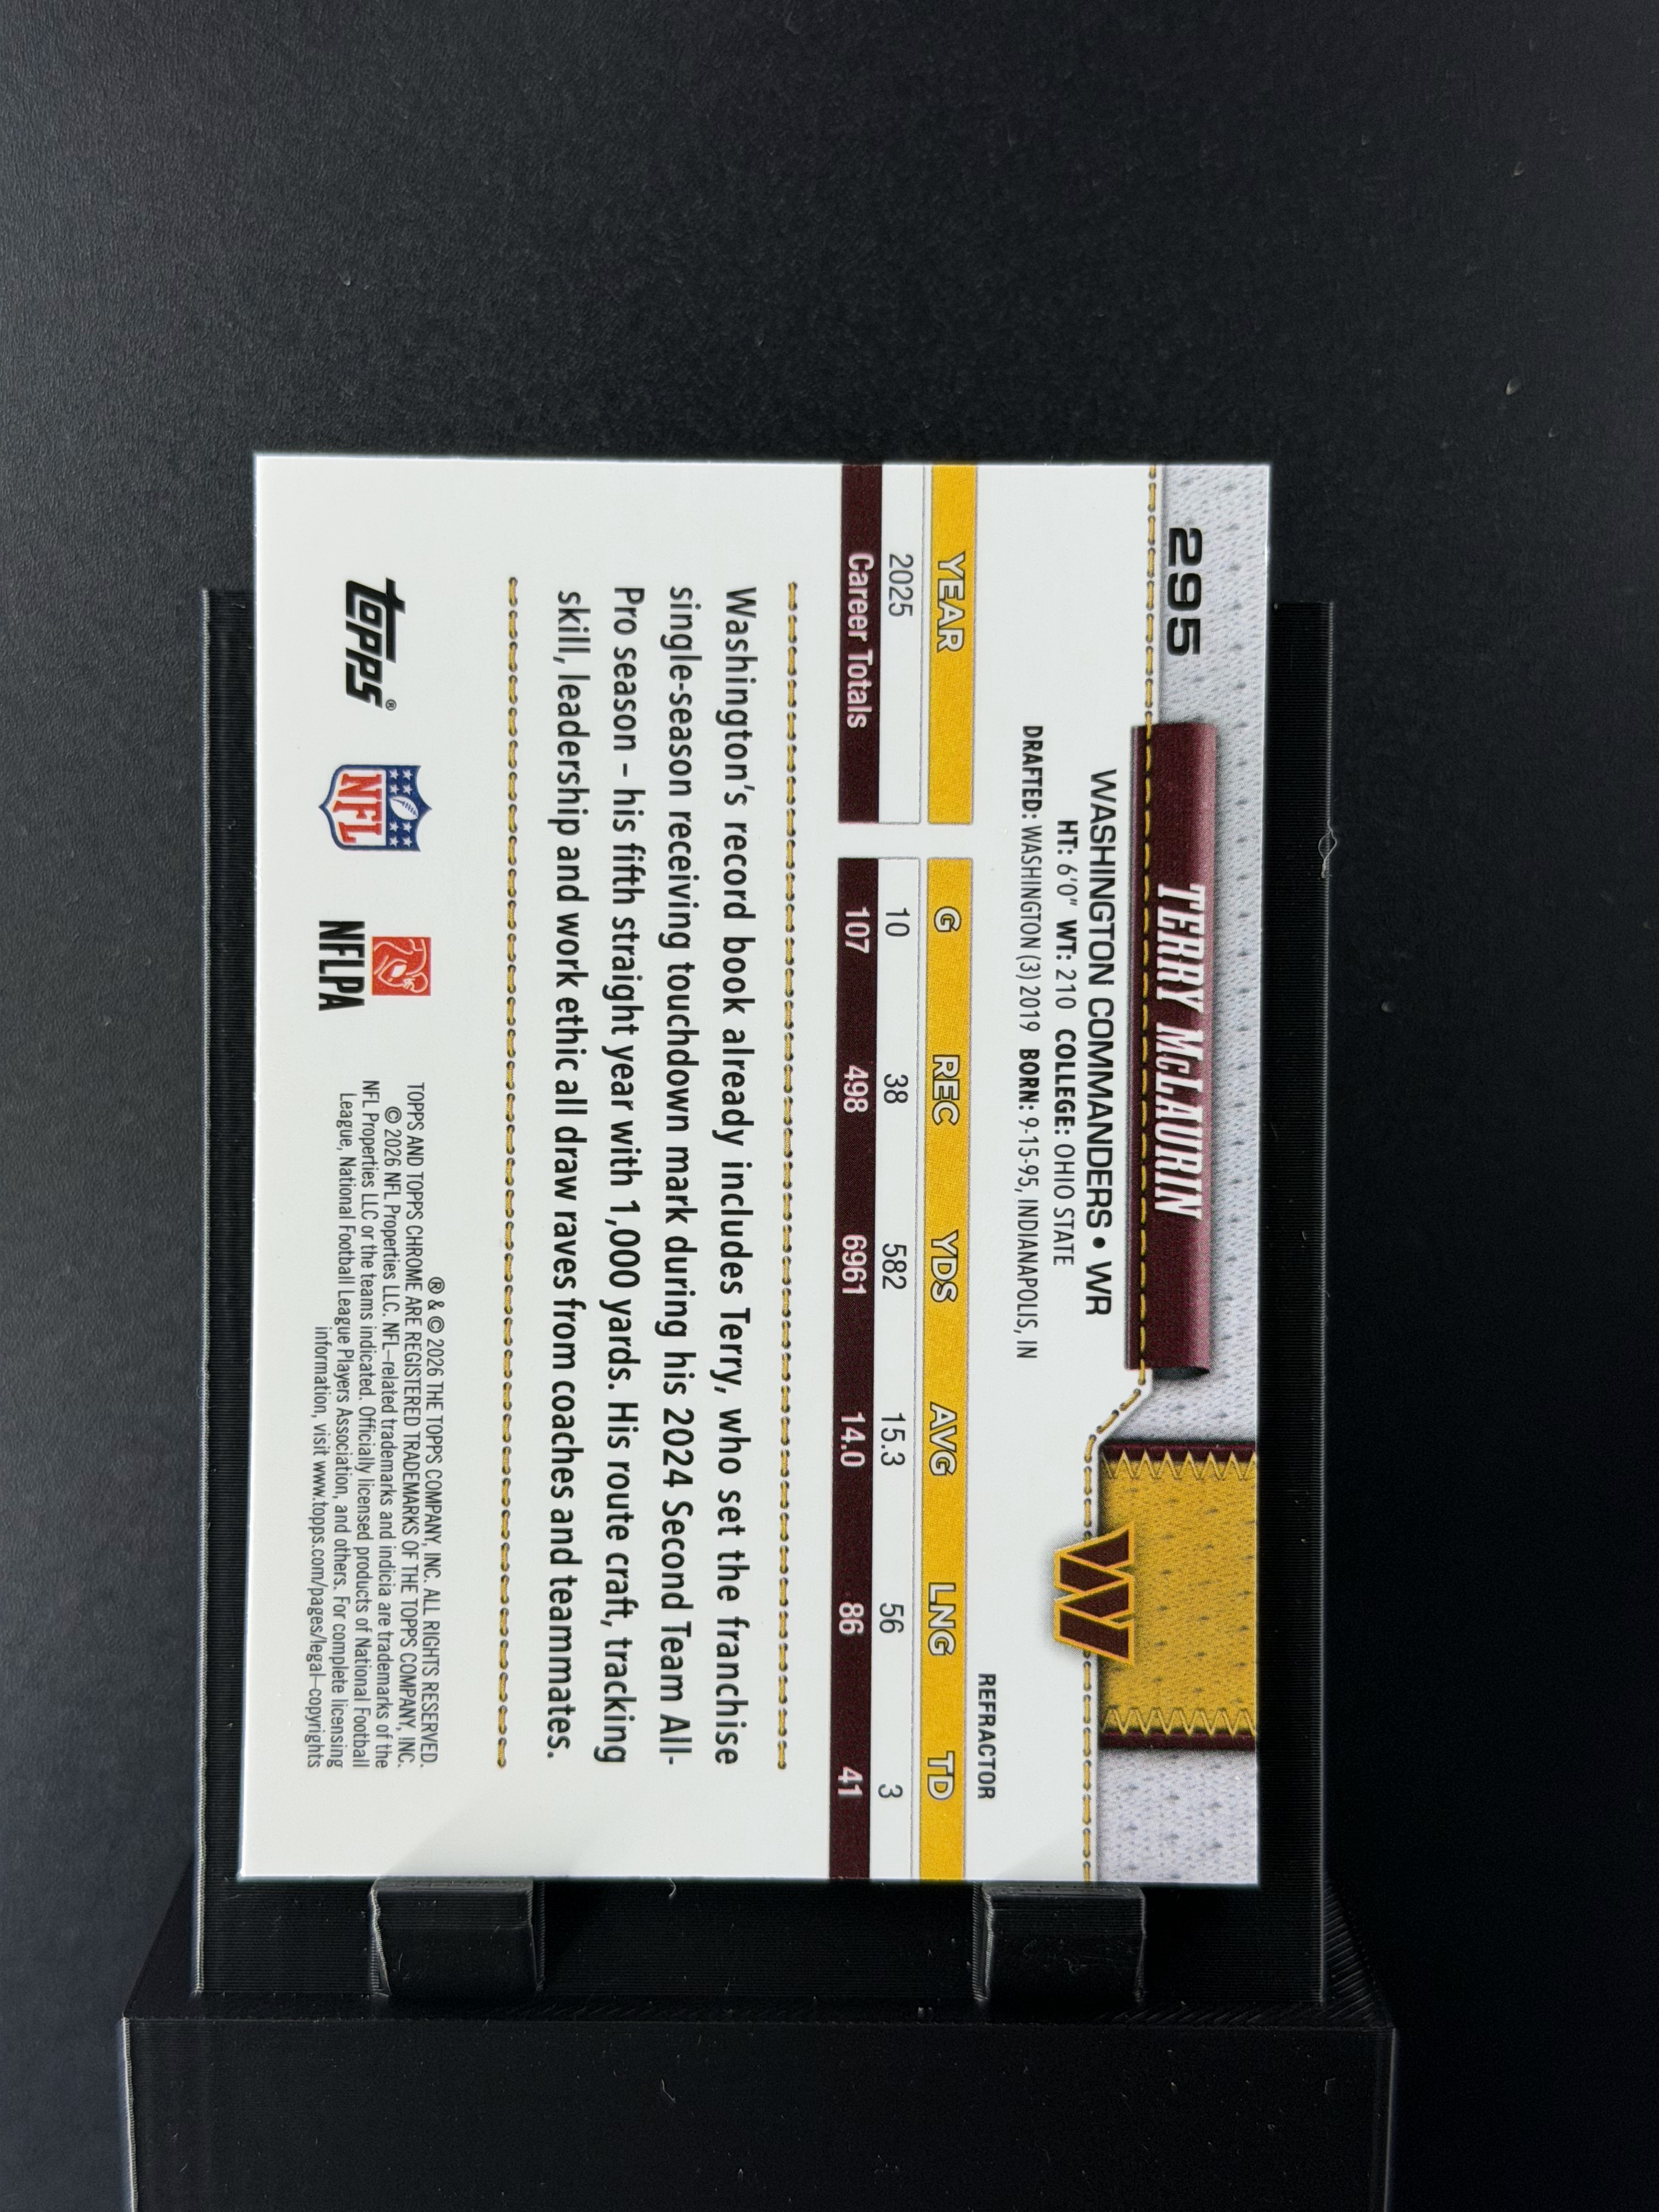 295
TERRY McLAURIN
WASHINGTON COMMANDERS • WR
HT: 6'0" WT: 210 COLLEGE: OHIO STATE
DRAFTED: WASHINGTON (3) 2019 BORN: 9-15-95, INDIANAPOLIS, IN
W
REFRACTOR
YEAR G REC YDS AVG LNG TD
2025 10 38 582 15.3 56 3
Career Totals 107 498 6961 14.0 86 41
Washington's record book already includes Terry, who set the franchise
single-season receiving touchdown mark during his 2024 Second Team All-
Pro season – his fifth straight year with 1,000 yards. His route craft, tracking
skill, leadership and work ethic all draw raves from coaches and teammates.
topps®
NFL
NFLPA
® & © 2026 THE TOPPS COMPANY, INC. ALL RIGHTS RESERVED.
TOPPS AND TOPPS CHROME ARE REGISTERED TRADEMARKS OF THE TOPPS COMPANY, INC.
© 2026 NFL Properties LLC. NFL-related trademarks and indicia are trademarks of the
NFL Properties LLC or the teams indicated. Officially licensed products of National Football
League, National Football League Players Association, and others. For complete licensing
information, visit www.topps.com/pages/legal-copyrights